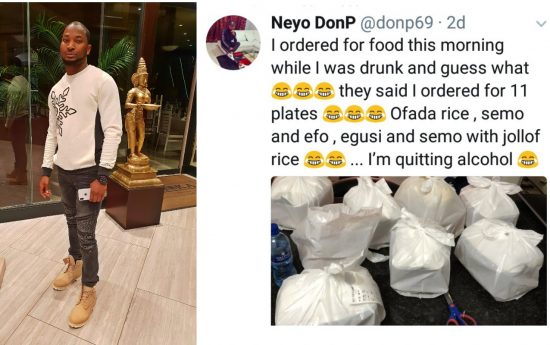 Neyo DonP @donp69 · 2d
I ordered for food this morning
while I was drunk and guess what
😂😂😂 they said I ordered for 11
plates 😂😂😂 Ofada rice , semo
and efo , egusi and semo with jollof
rice 😂😂 ... I’m quitting alcohol 😂